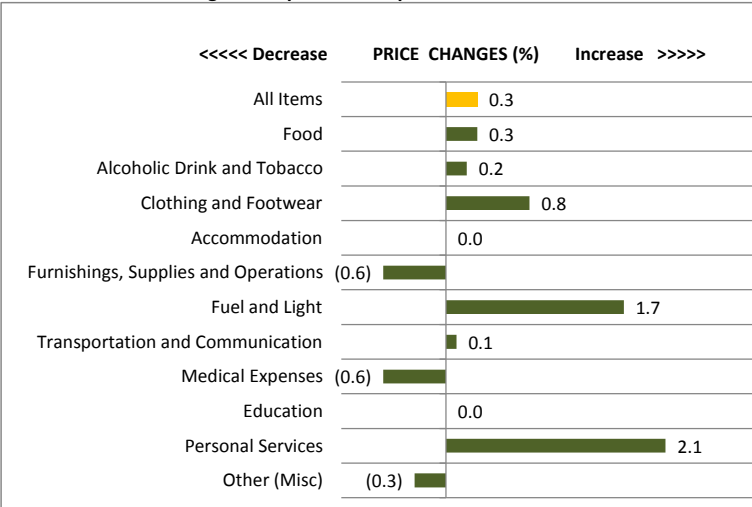 <<<<< Decrease PRICE CHANGES (%) Increase >>>>>
All Items 0.3
Food 0.3
Alcoholic Drink and Tobacco 0.2
Clothing and Footwear 0.8
Accommodation 0.0
Furnishings, Supplies and Operations (0.6)
Fuel and Light 1.7
Transportation and Communication 0.1
Medical Expenses (0.6)
Education 0.0
Personal Services 2.1
Other (Misc) (0.3)